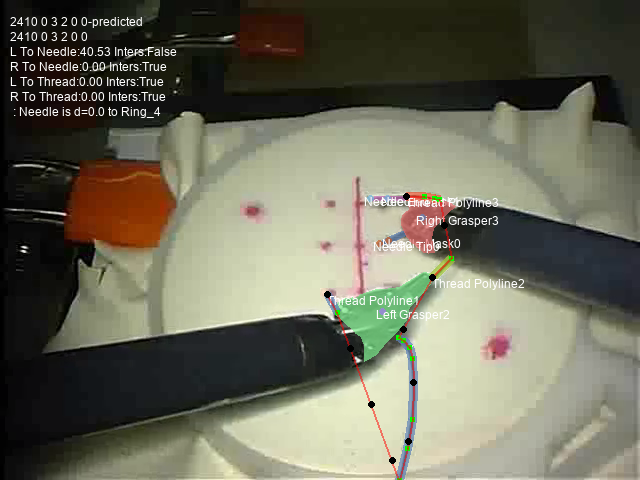 2410 0 3 2 0 0-predicted
2410 0 3 2 0 0
L To Needle:40.53 Inters:False
R To Needle:0.00 Inters:True
L To Thread:0.00 Inters:True
R To Thread:0.00 Inters:True
: Needle is d=0.0 to Ring_4
Thread Polyline3
Right Grasper3
Needle Tip0
Thread Polyline2
Thread Polyline1
Left Grasper2